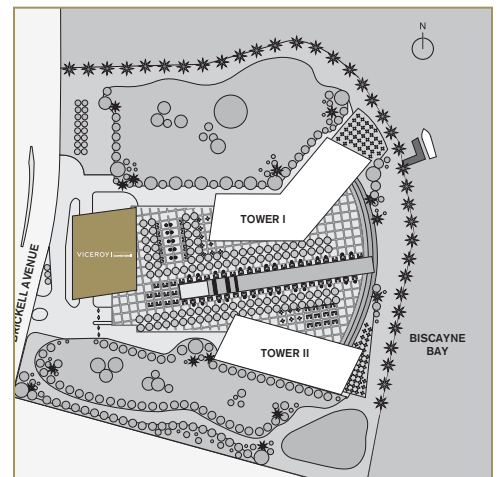 N
TOWER I
VICEROY
BRICKELL AVENUE
TOWER II
BISCAYNE
BAY